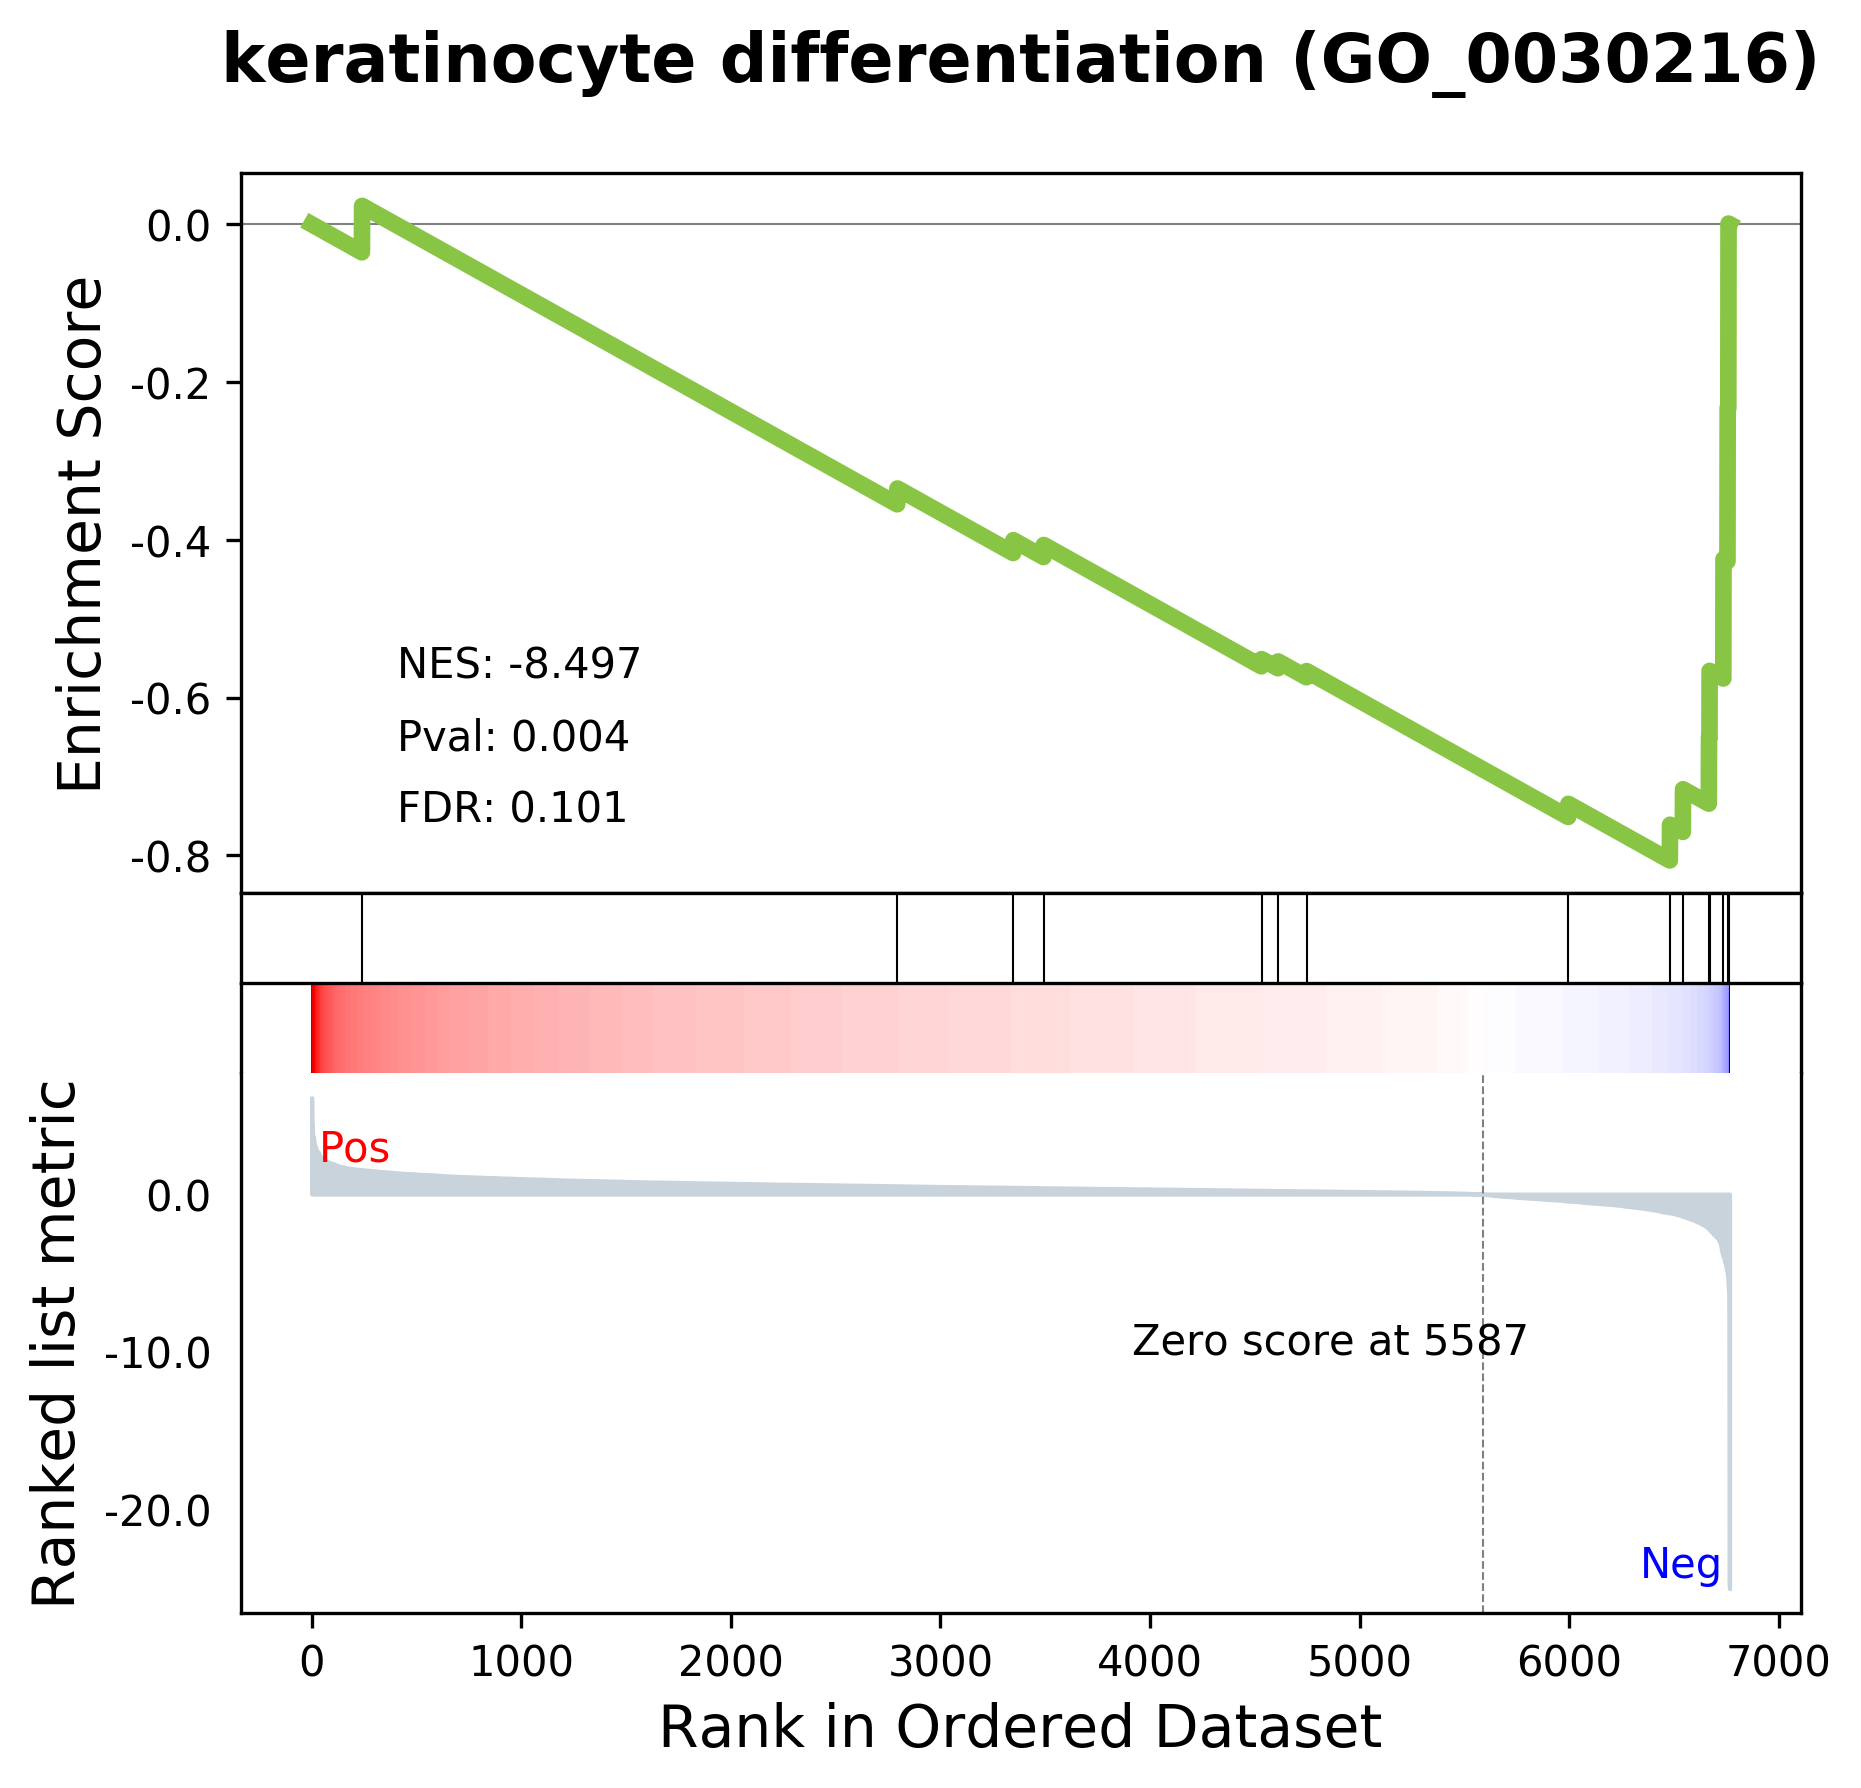 keratinocyte differentiation (GO_0030216)
Enrichment Score
0.0
-0.2
-0.4
-0.6
-0.8
NES: -8.497
Pval: 0.004
FDR: 0.101
Ranked list metric
0.0
-10.0
-20.0
Pos
Zero score at 5587
Neg
0 1000 2000 3000 4000 5000 6000 7000
Rank in Ordered Dataset